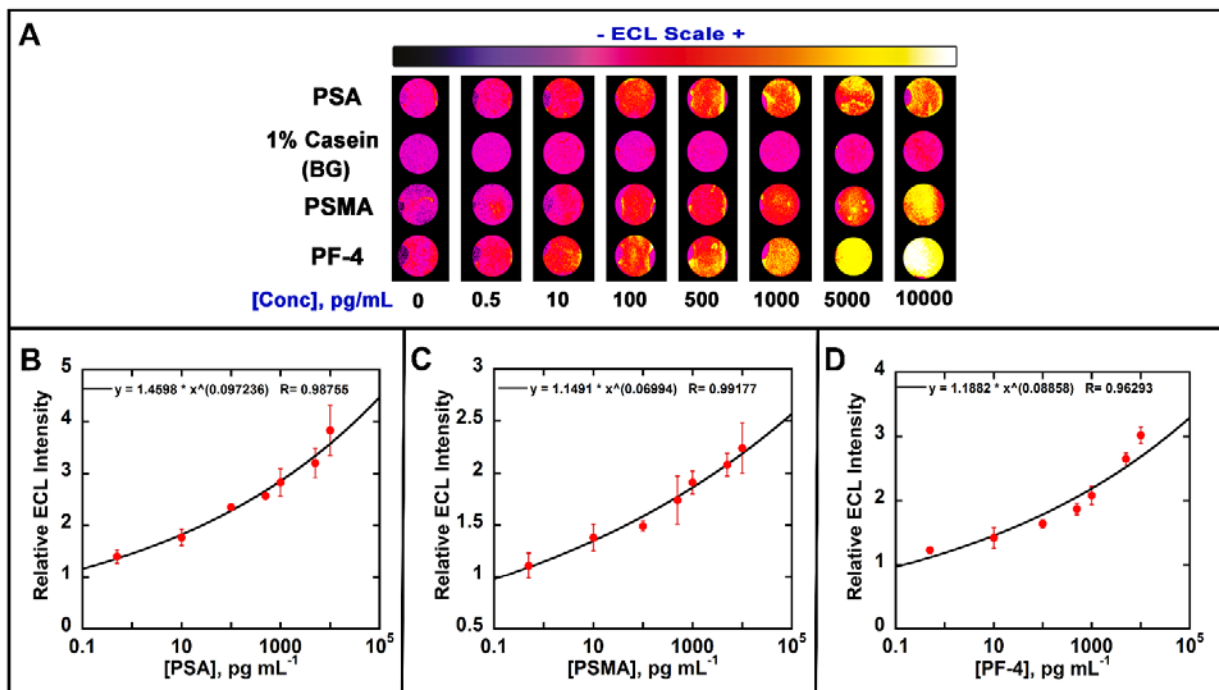 A
- ECL Scale +
PSA
1% Casein
(BG)
PSMA
PF-4
[Conc], pg/mL 0 0.5 10 100 500 1000 5000 10000
B
5
4
3
2
1
0
y = 1.4598 * x^(0.097236) R= 0.98755
Relative ECL Intensity
0.1 10 1000 10⁵
[PSA], pg mL⁻¹
C
3
2.5
2
1.5
1
0.5
y = 1.1491 * x^(0.06994) R= 0.99177
Relative ECL Intensity
0.1 10 1000 10⁵
[PSMA], pg mL⁻¹
D
4
3
2
1
0
y = 1.1882 * x^(0.08858) R= 0.96293
Relative ECL Intensity
0.1 10 1000 10⁵
[PF-4], pg mL⁻¹